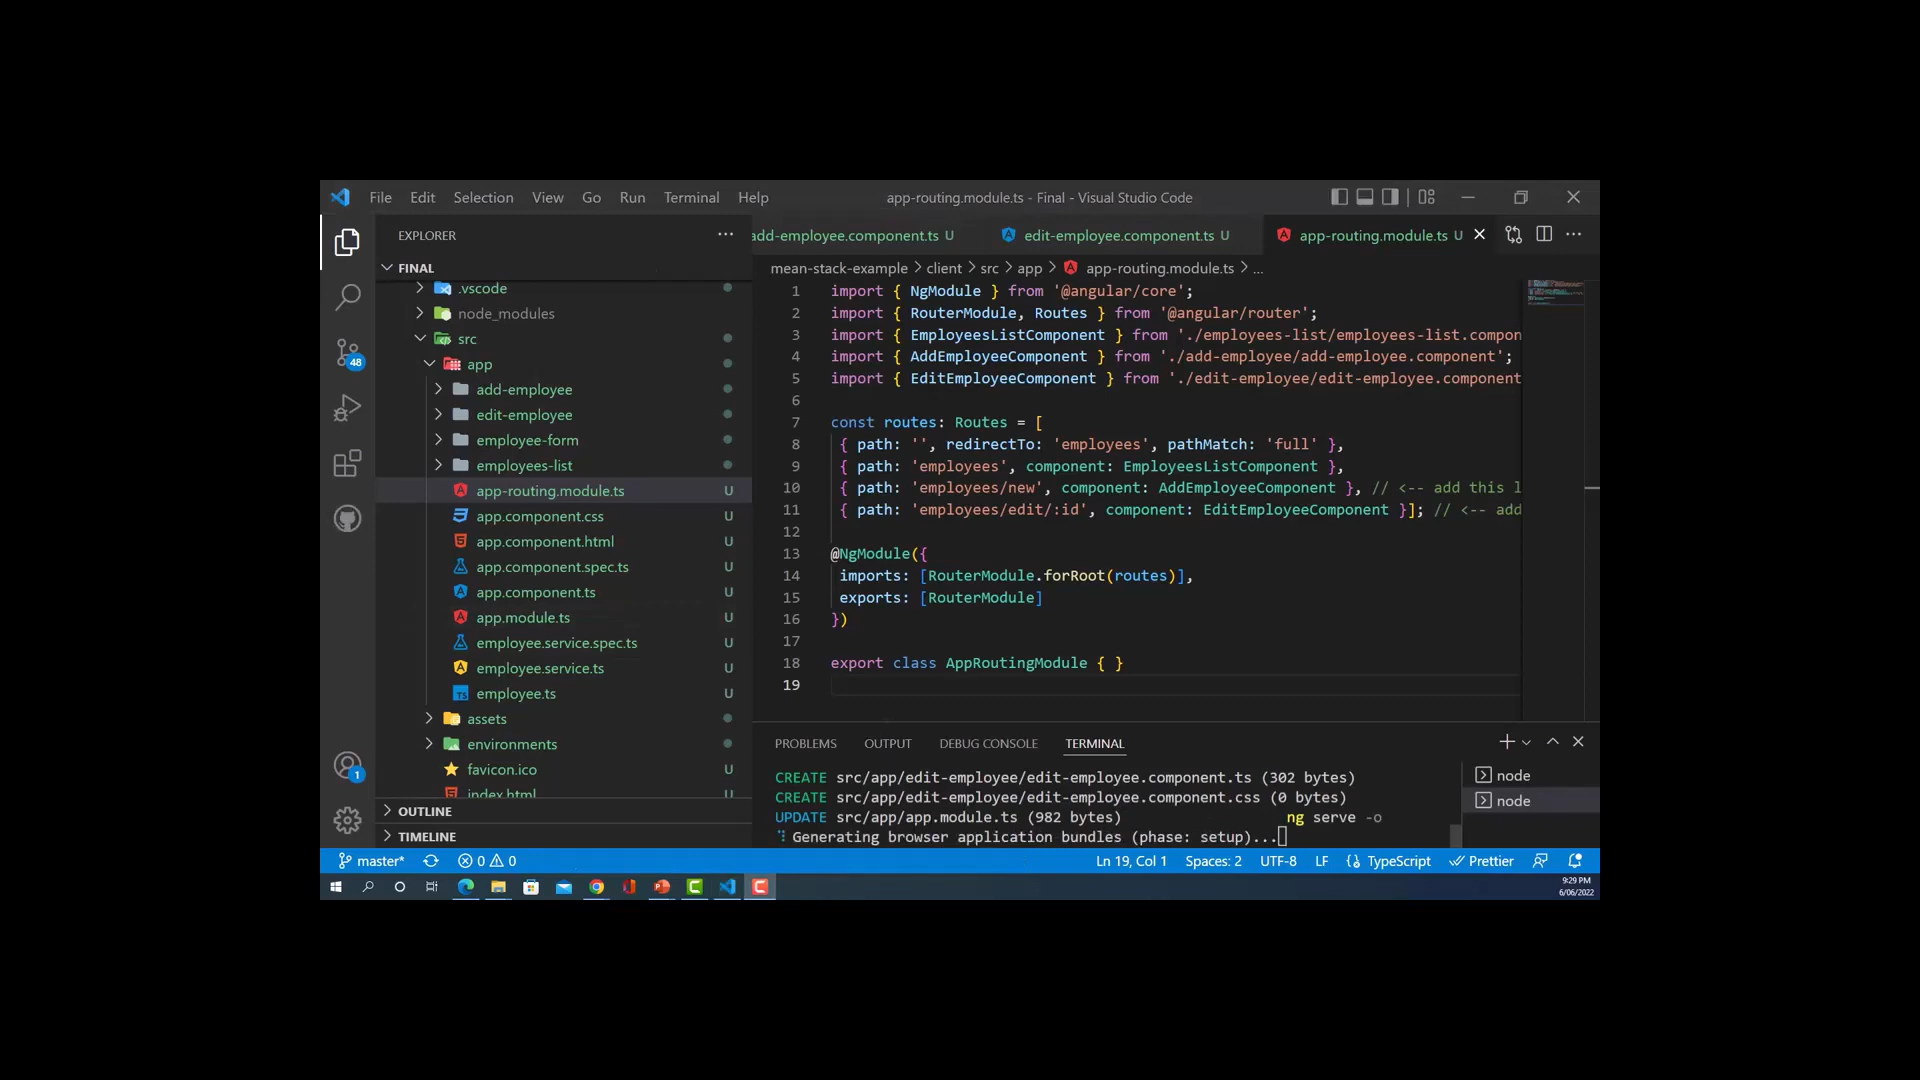 File Edit Selection View Go Run Terminal Help
app-routing.module.ts - Final - Visual Studio Code
EXPLORER
FINAL
.vscode
node_modules
src
app
add-employee
edit-employee
employee-form
employees-list
app-routing.module.ts U
app.component.css U
app.component.html U
app.component.spec.ts U
app.component.ts U
app.module.ts U
employee.service.spec.ts U
employee.service.ts U
TS employee.ts U
assets
environments
favicon.ico U
index.html
OUTLINE
TIMELINE
48
1
add-employee.component.ts U
edit-employee.component.ts U
app-routing.module.ts U
mean-stack-example > client > src > app > app-routing.module.ts > ...
1 import { NgModule } from '@angular/core';
2 import { RouterModule, Routes } from '@angular/router';
3 import { EmployeesListComponent } from './employees-list/employees-list.compon
4 import { AddEmployeeComponent } from './add-employee/add-employee.component';
5 import { EditEmployeeComponent } from './edit-employee/edit-employee.component
6
7 const routes: Routes = [
8 { path: '', redirectTo: 'employees', pathMatch: 'full' },
9 { path: 'employees', component: EmployeesListComponent },
10 { path: 'employees/new', component: AddEmployeeComponent }, // <-- add this l
11 { path: 'employees/edit/:id', component: EditEmployeeComponent }]; // <-- add
12
13 @NgModule({
14 imports: [RouterModule.forRoot(routes)],
15 exports: [RouterModule]
16 })
17
18 export class AppRoutingModule { }
19
PROBLEMS OUTPUT DEBUG CONSOLE TERMINAL
CREATE src/app/edit-employee/edit-employee.component.ts (302 bytes)
CREATE src/app/edit-employee/edit-employee.component.css (0 bytes)
UPDATE src/app/app.module.ts (982 bytes) ng serve -o
Generating browser application bundles (phase: setup)...
node
node
master* 0 0 Ln 19, Col 1 Spaces: 2 UTF-8 LF TypeScript Prettier
9:29 PM
6/06/2022